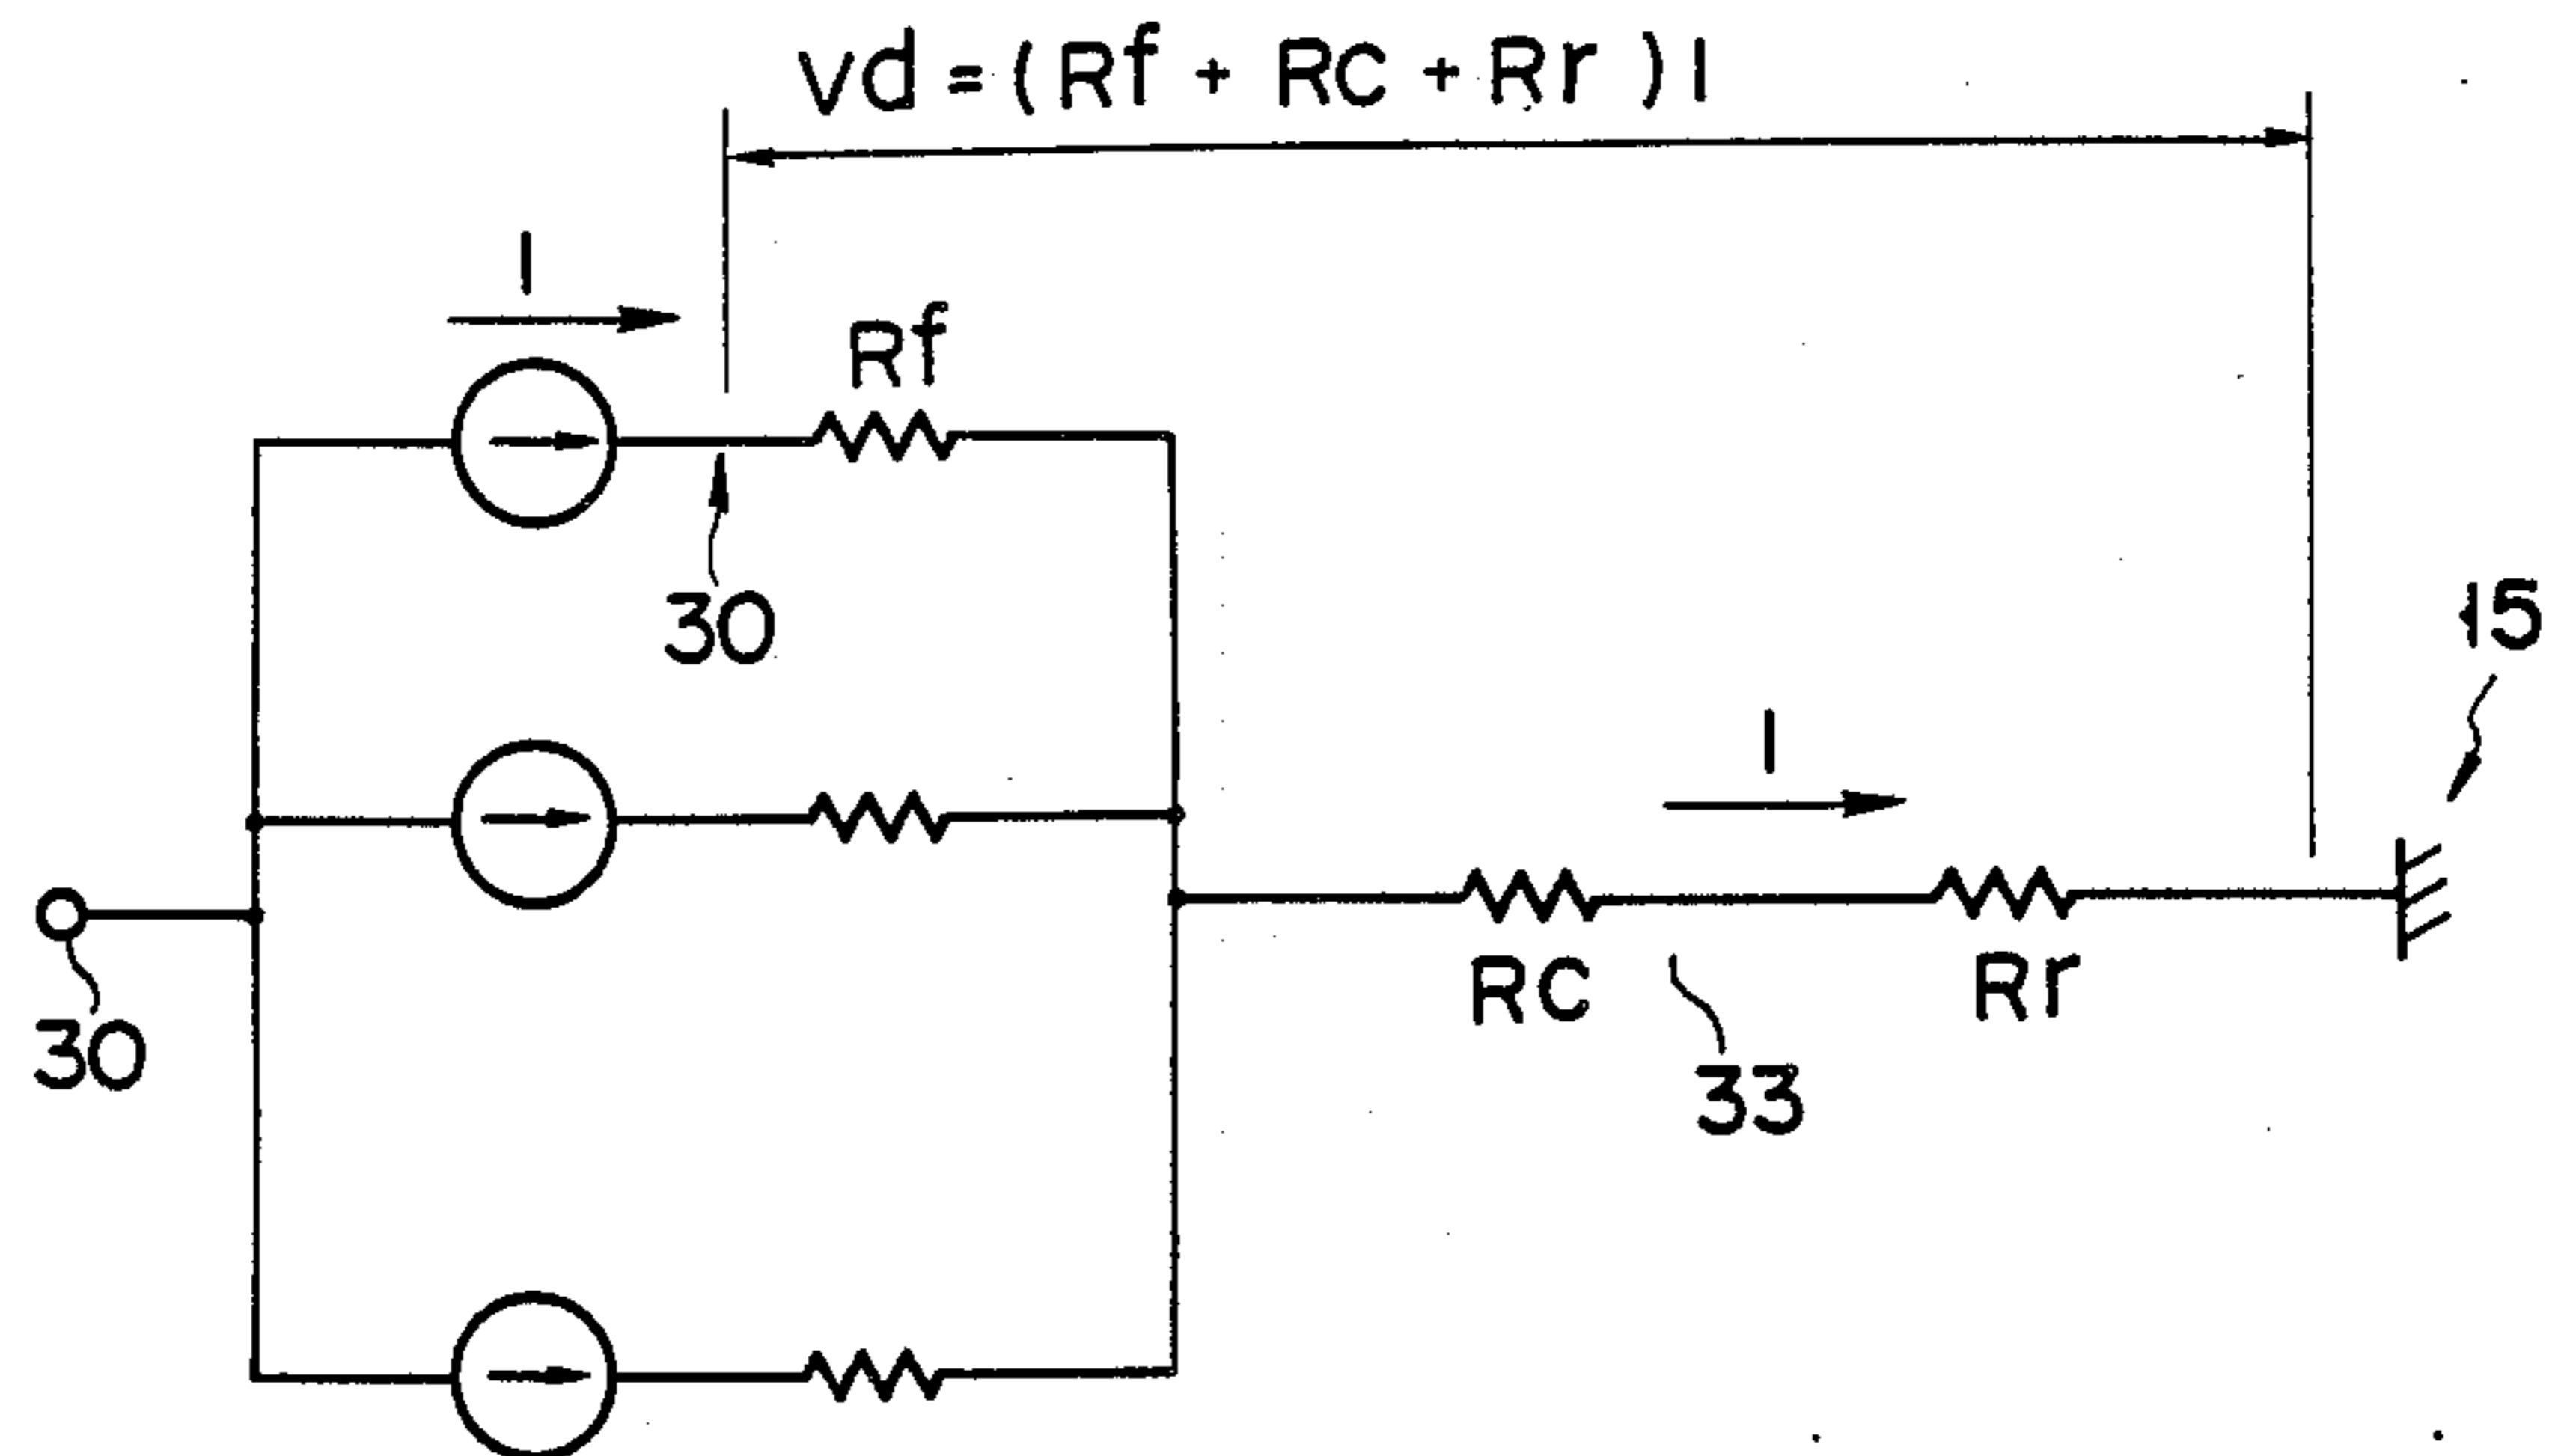 Vd = (Rf + RC + Rr) I
I
Rf
30
15
I
30
RC
33
Rr